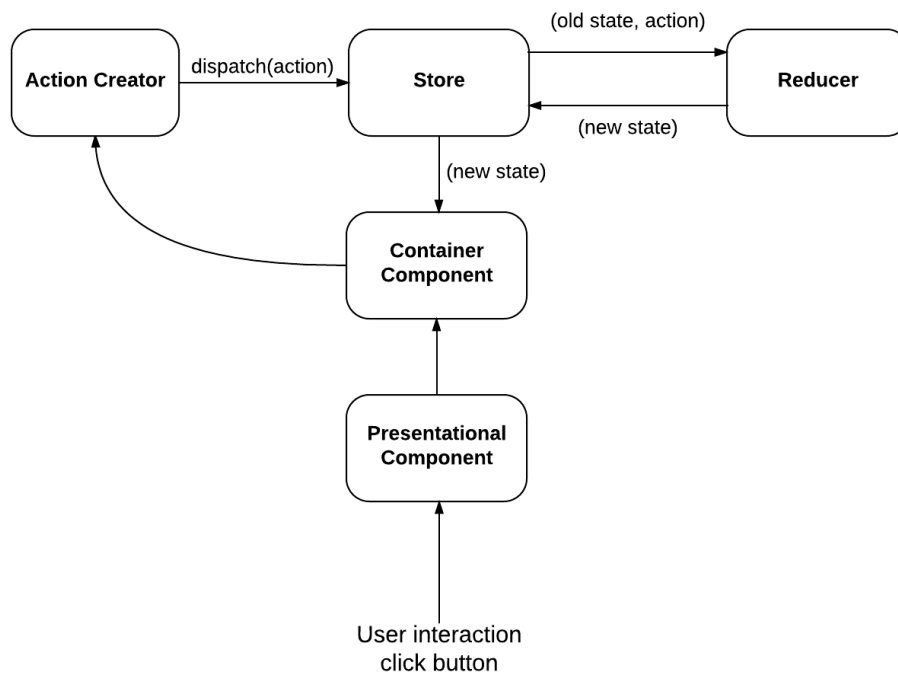 (old state, action)
Action Creator
dispatch(action)
Store
Reducer
(new state)
(new state)
Container
Component
Presentational
Component
User interaction
click button